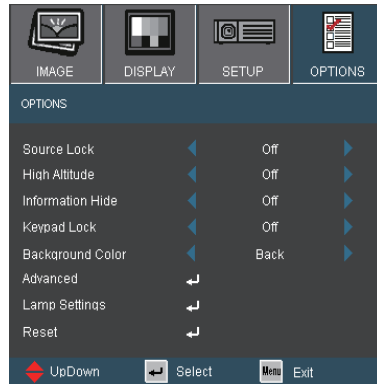 IMAGE DISPLAY SETUP OPTIONS
OPTIONS
Source Lock Off
High Altitude Off
Information Hide Off
Keypad Lock Off
Background Color Back
Advanced
Lamp Settings
Reset
UpDown Select Menu Exit